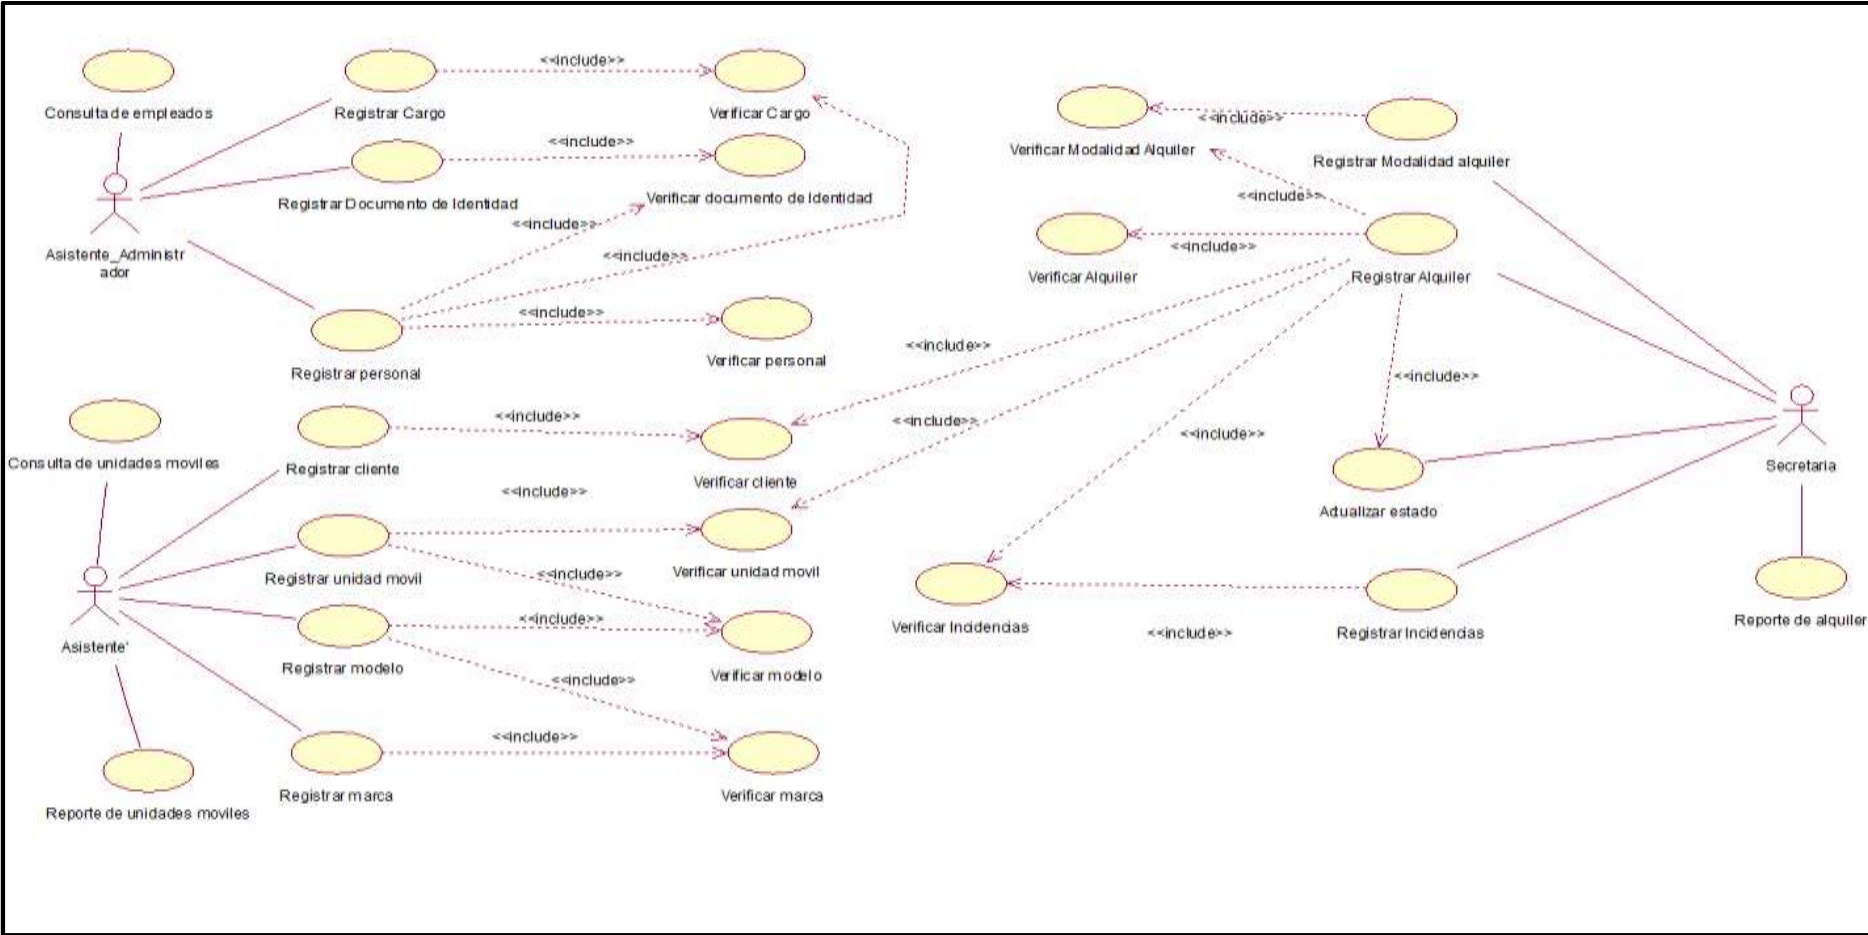 Consulta de empleados
Registrar Cargo
<<include>>
Verificar Cargo
Registrar Documento de Identidad
<<include>>
Verificar documento de Identidad
Asistente_Administr
ador
<<include>>
<<include>>
<<include>>
Registrar personal
Verificar personal
Consulta de unidades moviles
Registrar cliente
<<include>>
Verificar cliente
<<include>>
Registrar unidad movil
Verificar unidad movil
<<include>>
Asistente'
<<include>>
Registrar modelo
Verificar modelo
<<include>>
<<include>>
Registrar marca
Verificar marca
Reporte de unidades moviles
Verificar Modalidad Alquiler
<<include>>
Registrar Modalidad alquiler
<<include>>
<<include>>
Verificar Alquiler
Registrar Alquiler
<<include>>
<<include>>
<<include>>
<<include>>
Secretaria
Actualizar estado
Verificar Incidencias
<<include>>
Registrar Incidencias
Reporte de alquiler